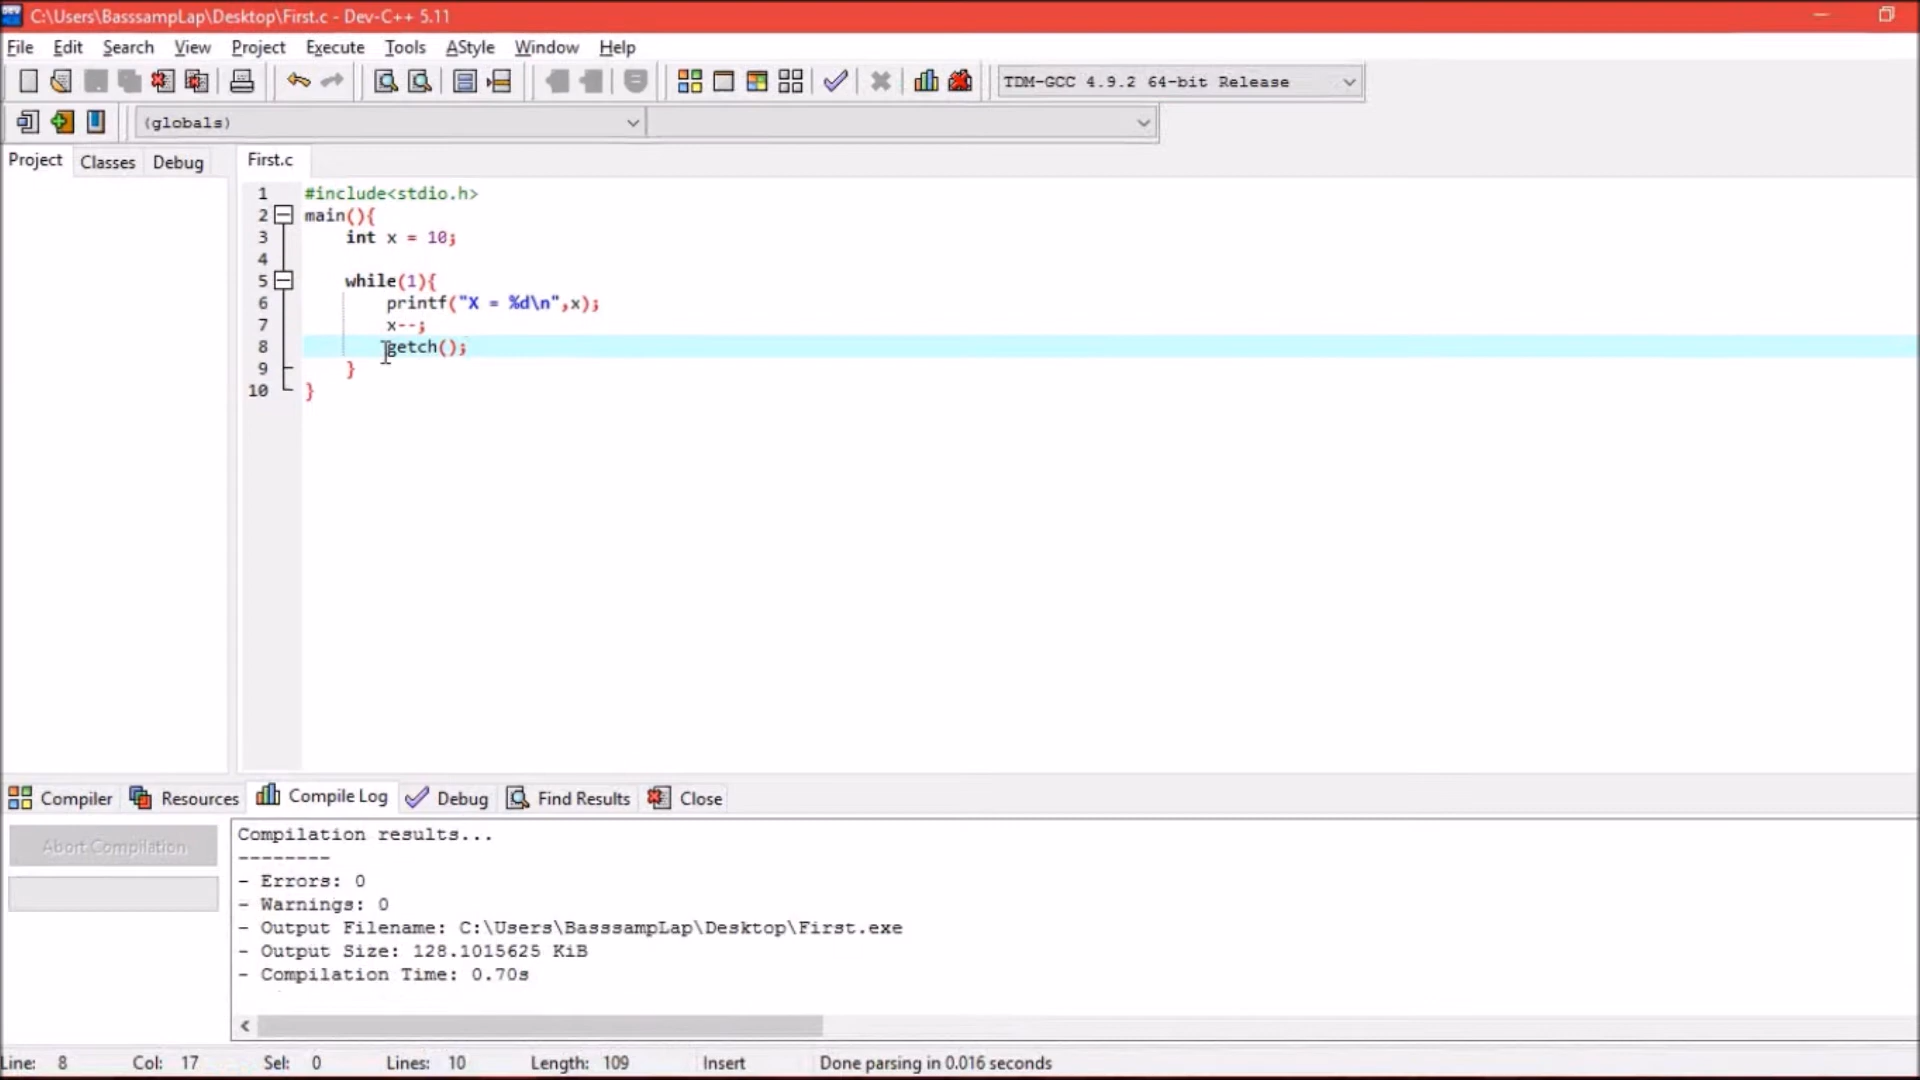 C:\Users\BasssampLap\Desktop\First.c - Dev-C++ 5.11
File Edit Search View Project Execute Tools AStyle Window Help
TDM-GCC 4.9.2 64-bit Release
(globals)
Project Classes Debug First.c
1 #include<stdio.h>
2 main(){
3 int x = 10;
4
5 while(1){
6 printf("X = %d\n",x);
7 x--;
8 getch();
9 }
10 }
Compiler Resources Compile Log Debug Find Results Close
Abort Compilation
Compilation results...
--------
- Errors: 0
- Warnings: 0
- Output Filename: C:\Users\BasssampLap\Desktop\First.exe
- Output Size: 128.1015625 KiB
- Compilation Time: 0.70s
Line: 8 Col: 17 Sel: 0 Lines: 10 Length: 109 Insert Done parsing in 0.016 seconds